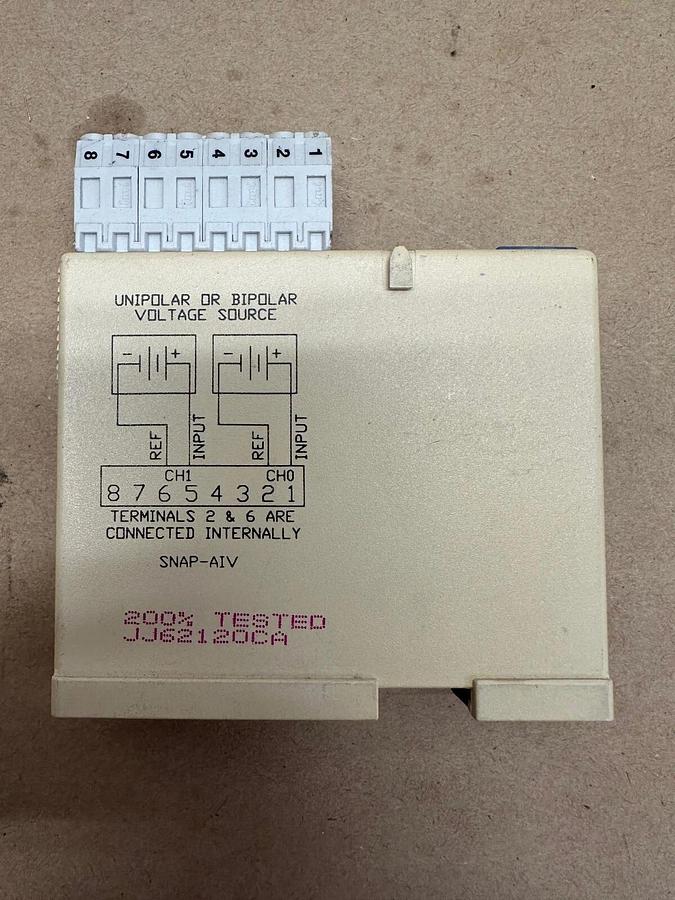 8 7 6 5 4 3 2 1
UNIPOLAR OR BIPOLAR
VOLTAGE SOURCE
- + - +
REF INPUT REF INPUT
CH1 CH0
8 7 6 5 4 3 2 1
TERMINALS 2 & 6 ARE
CONNECTED INTERNALLY
SNAP-AIV
200% TESTED
JJ62120CA